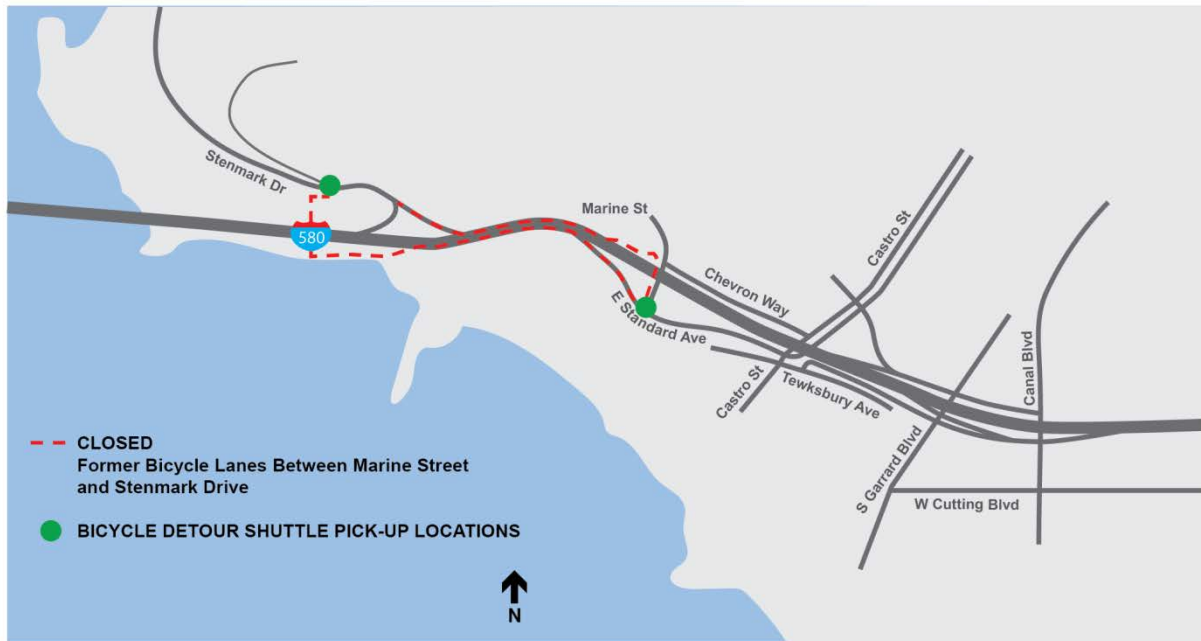 Stenmark Dr
580
Marine St
Castro St
Chevron Way
E Standard Ave
Castro St
Tewksbury Ave
Canal Blvd
S Garrard Blvd
W Cutting Blvd
CLOSED
Former Bicycle Lanes Between Marine Street
and Stenmark Drive
BICYCLE DETOUR SHUTTLE PICK-UP LOCATIONS
N